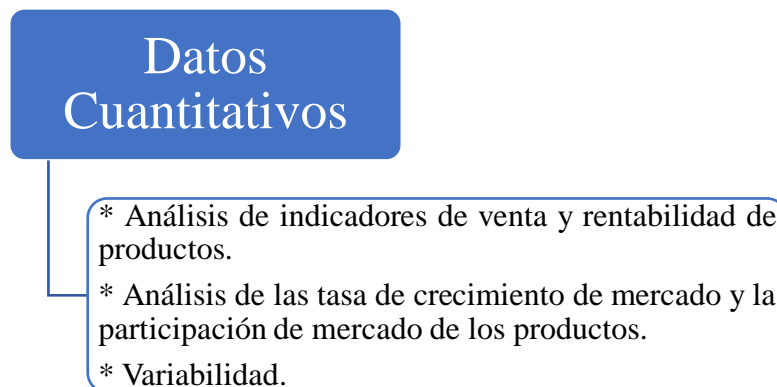 Datos
Cuantitativos
* Análisis de indicadores de venta y rentabilidad de
productos.
* Análisis de las tasa de crecimiento de mercado y la
participación de mercado de los productos.
* Variabilidad.